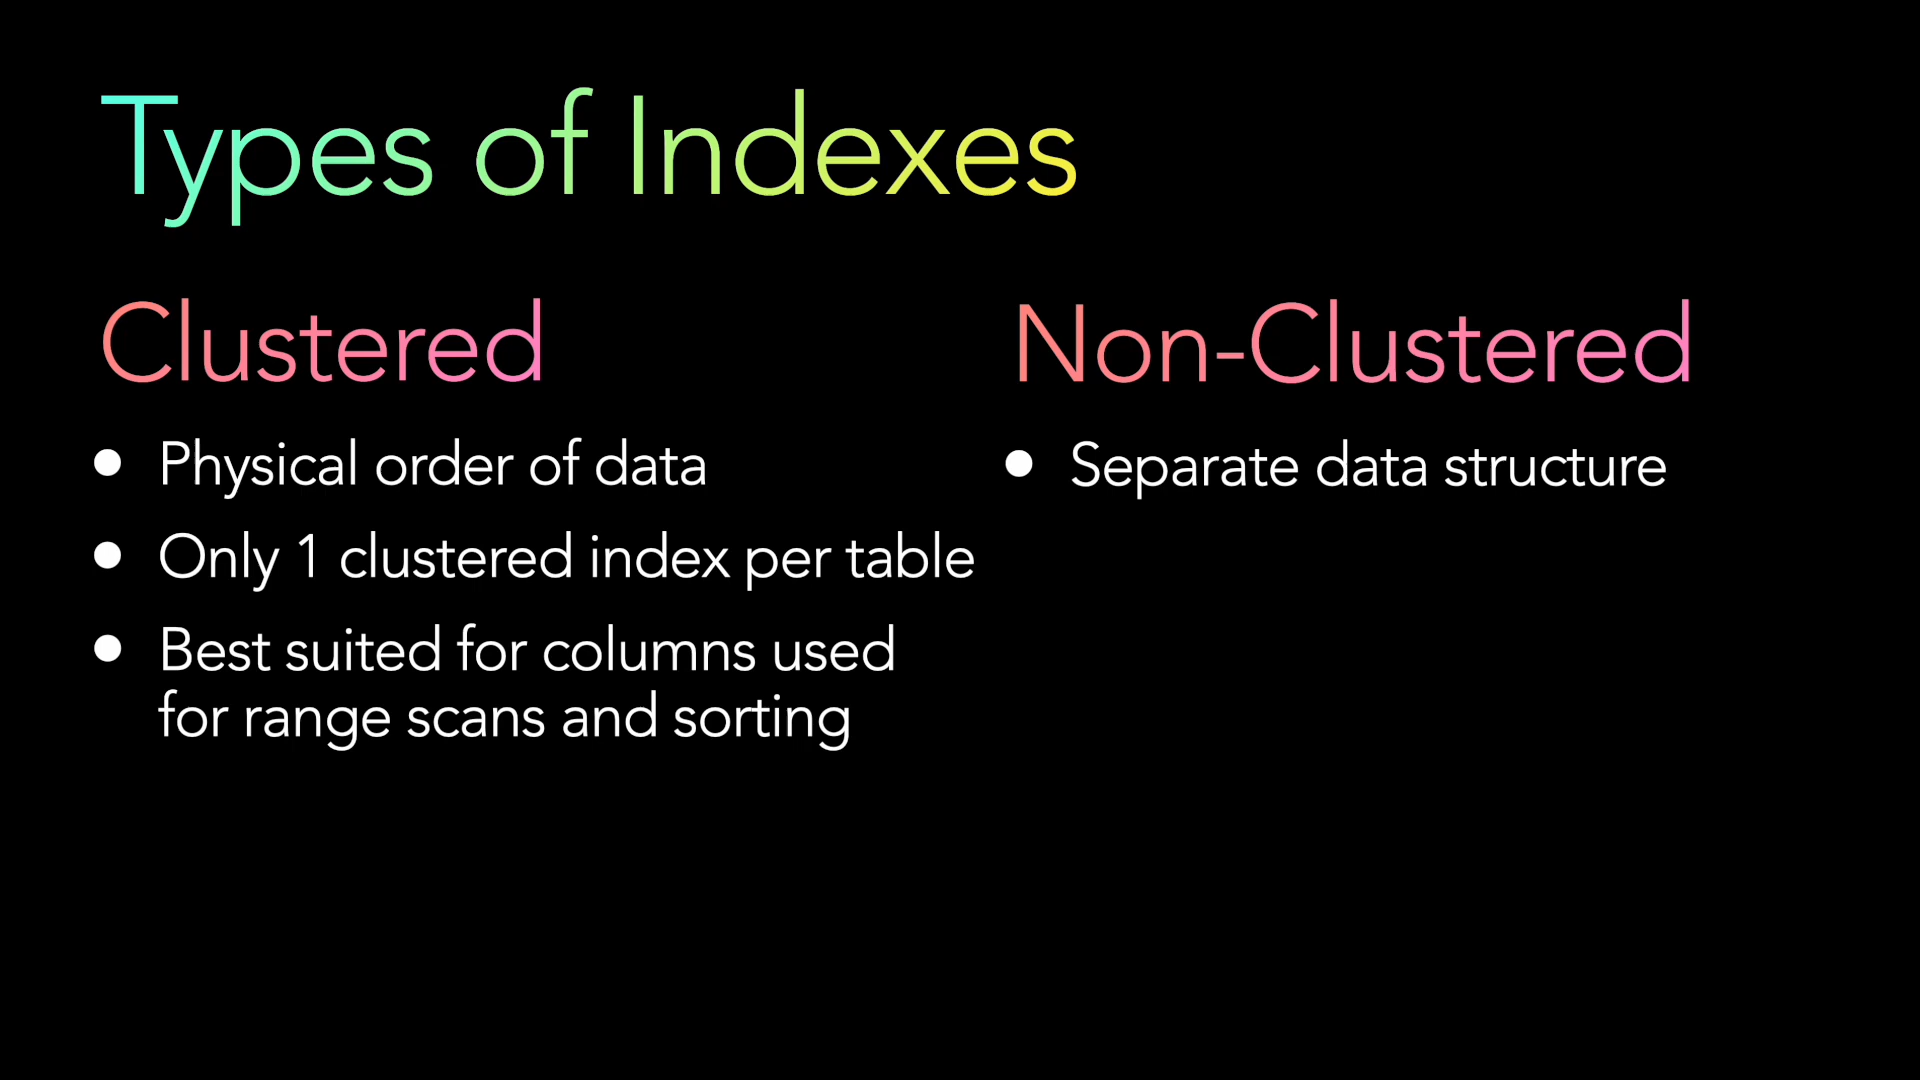 Types of Indexes
Clustered
• Physical order of data
• Only 1 clustered index per table
• Best suited for columns used
for range scans and sorting
Non-Clustered
• Separate data structure